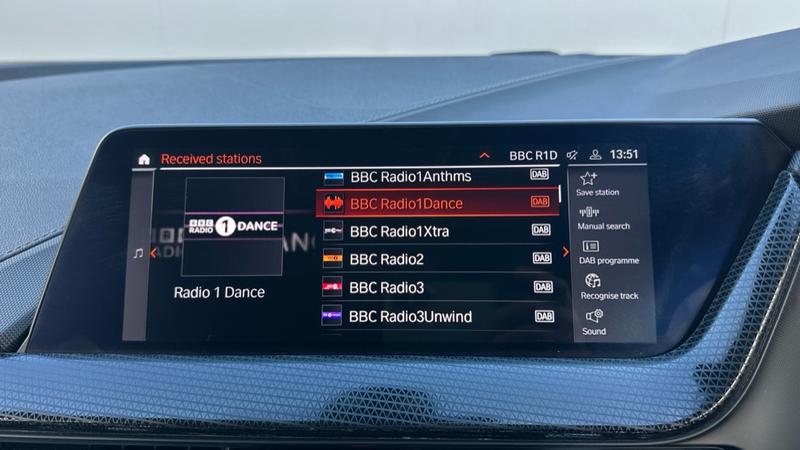 Received stations
BBC R1D
13:51
BBC RADIO 1 DANCE
Radio 1 Dance
BBC Radio1Anthms DAB
BBC Radio1Dance DAB
BBC Radio1Xtra DAB
BBC Radio2 DAB
BBC Radio3 DAB
BBC Radio3Unwind DAB
Save station
Manual search
DAB programme
Recognise track
Sound